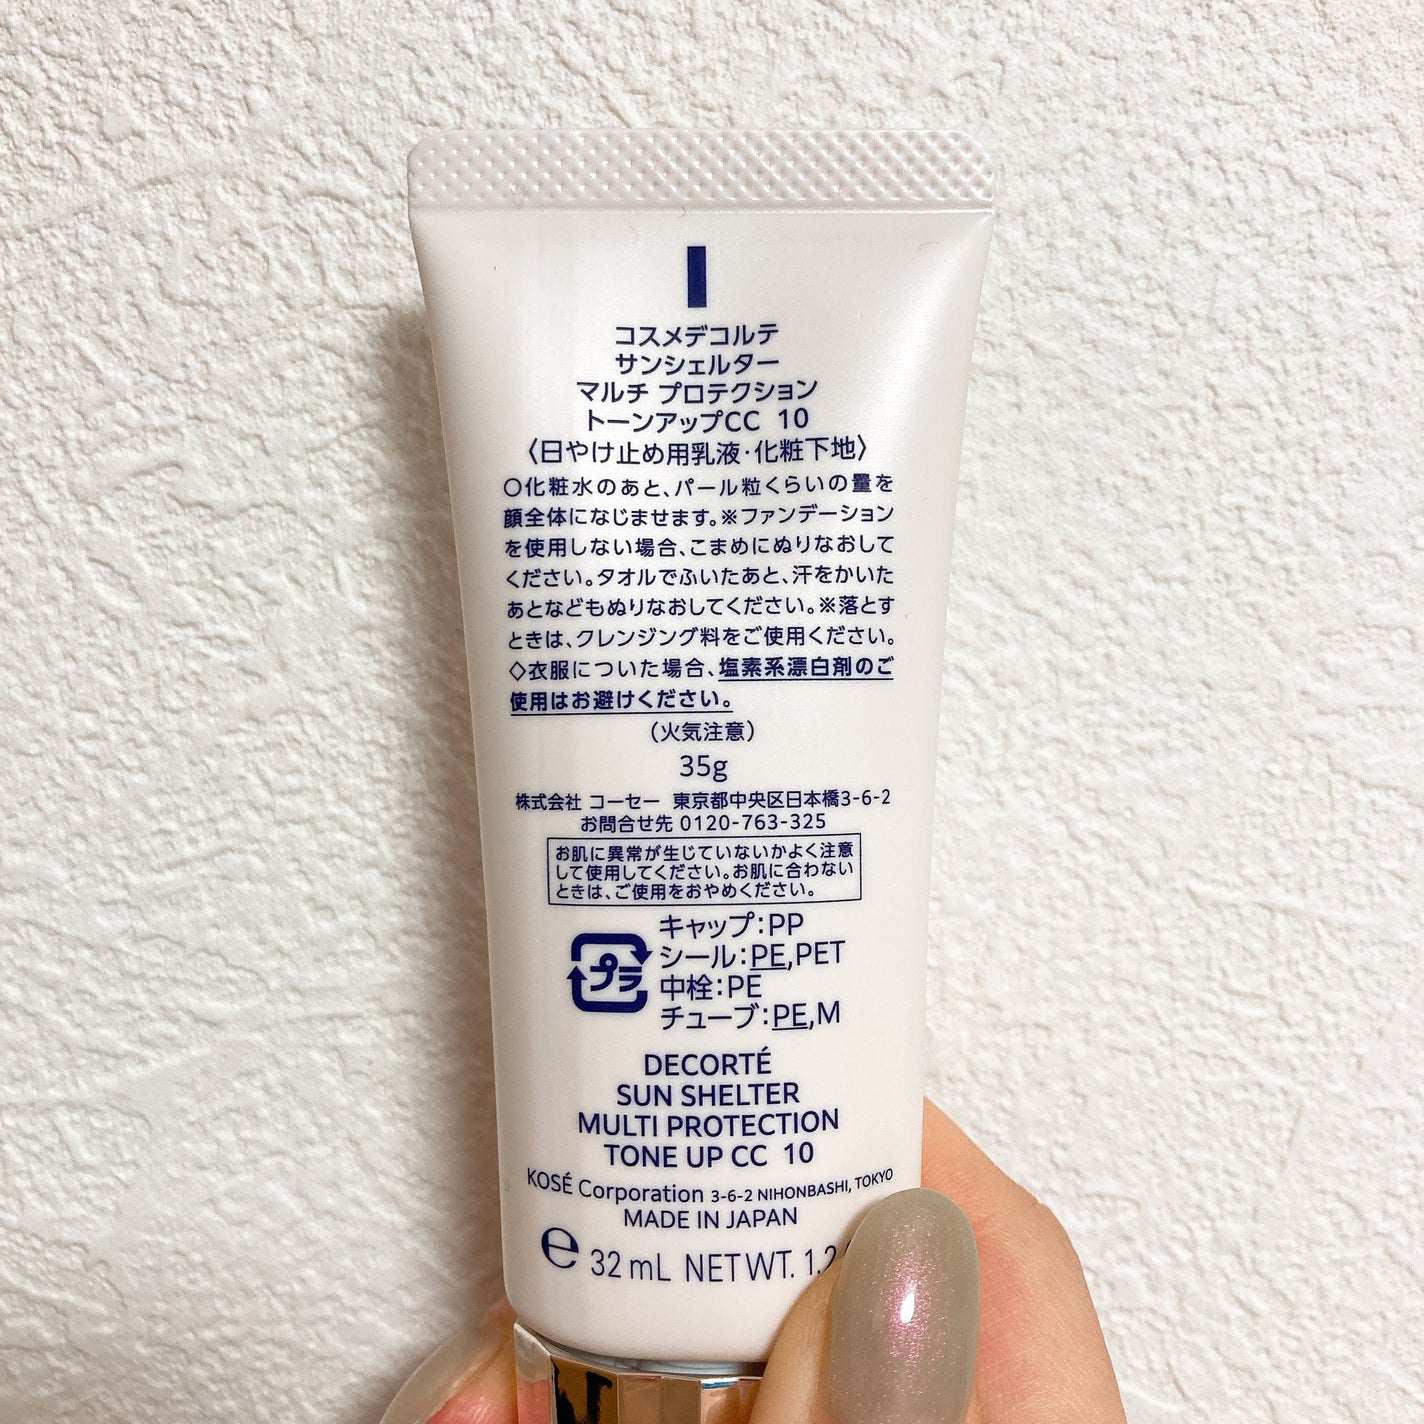 コスメデコルテ
サンシェルター
マルチ プロテクション
トーンアップCC 10
〈日やけ止め用乳液・化粧下地〉
○化粧水のあと、パール粒くらいの量を
顔全体になじませます。※ファンデーション
を使用しない場合、こまめにぬりなおして
ください。タオルでふいたあと、汗をかいた
あとなどもぬりなおしてください。※落とす
ときは、クレンジング料をご使用ください。
◇衣服についた場合、塩素系漂白剤のご
使用はお避けください。
（火気注意）
35g
株式会社 コーセー 東京都中央区日本橋3-6-2
お問合せ先 0120-763-325
お肌に異常が生じていないかよく注意
して使用してください。お肌に合わない
ときは、ご使用をおやめください。
プラ
キャップ：PP
シール：PE,PET
中栓：PE
チューブ：PE,M
DECORTÉ
SUN SHELTER
MULTI PROTECTION
TONE UP CC 10
KOSÉ Corporation 3-6-2 NIHONBASHI, TOKYO
MADE IN JAPAN
℮ 32 mL NET WT. 1.2